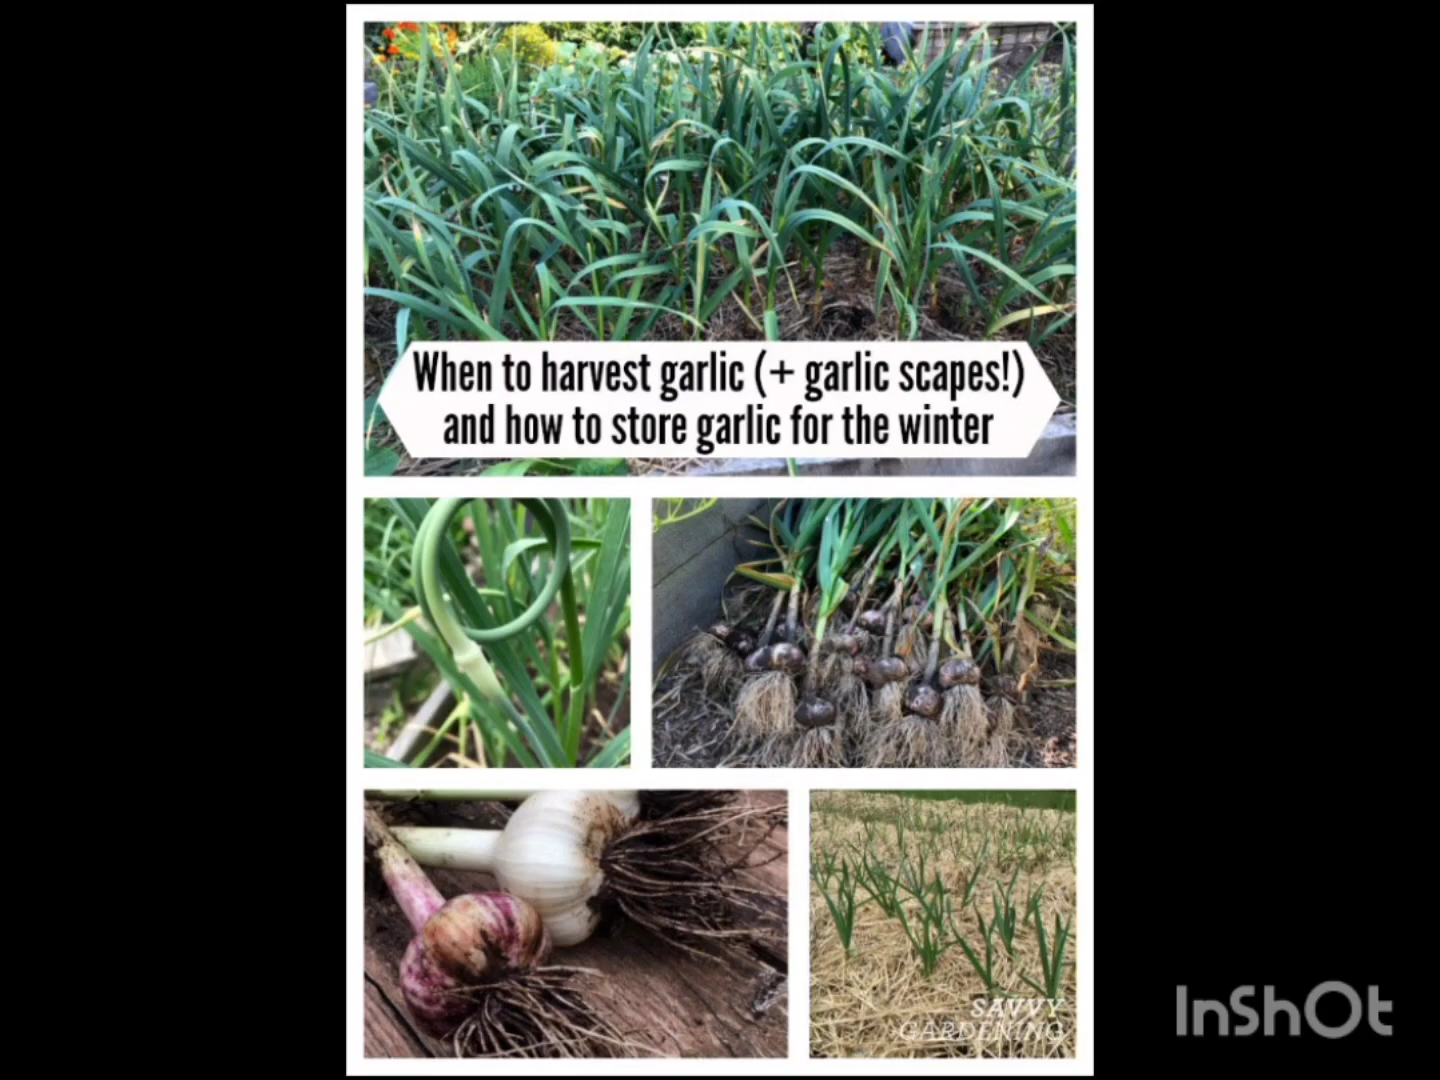 When to harvest garlic (+ garlic scapes!)
and how to store garlic for the winter
SAVVY
GARDENING
InShOt